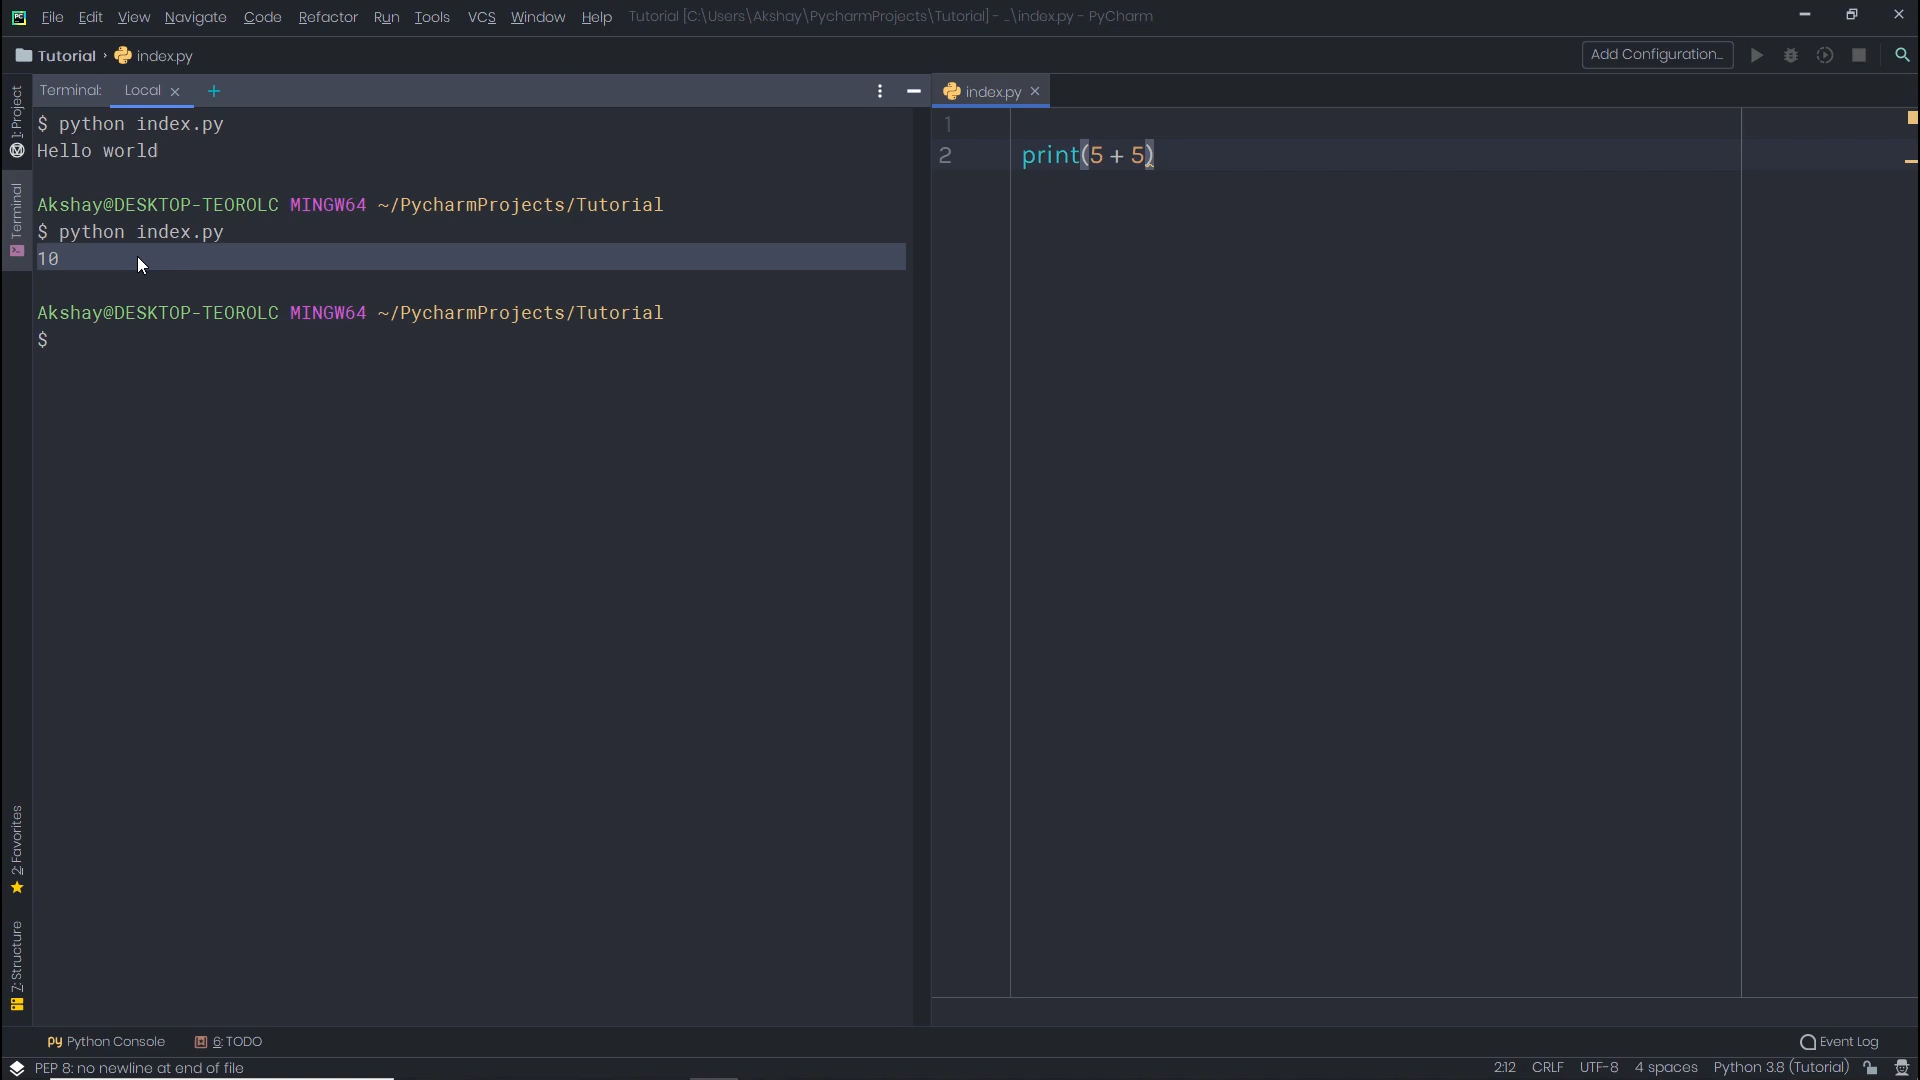 PC File Edit View Navigate Code Refactor Run Tools VCS Window Help Tutorial [C:\Users\Akshay\PycharmProjects\Tutorial] - ..\index.py - PyCharm
Tutorial › index.py Add Configuration...
Terminal: Local × + index.py ×
1: Project
Terminal
2: Favorites
7: Structure
$ python index.py
Hello world
Akshay@DESKTOP-TEOROLC MINGW64 ~/PycharmProjects/Tutorial
$ python index.py
10
Akshay@DESKTOP-TEOROLC MINGW64 ~/PycharmProjects/Tutorial
$
1
2 print(5 + 5)
Python Console 6: TODO Event Log
PEP 8: no newline at end of file 2:12 CRLF UTF-8 4 spaces Python 3.8 (Tutorial)